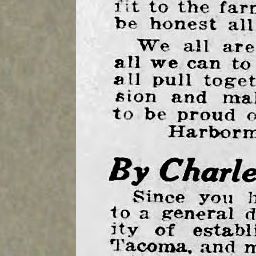 fit to the farm
be honest all
We all are
all we can to
all pull toget
sion and mak
to be proud o
Harborm
By Charle
Since you h
to a general d
ity of establi
Tacoma, and m